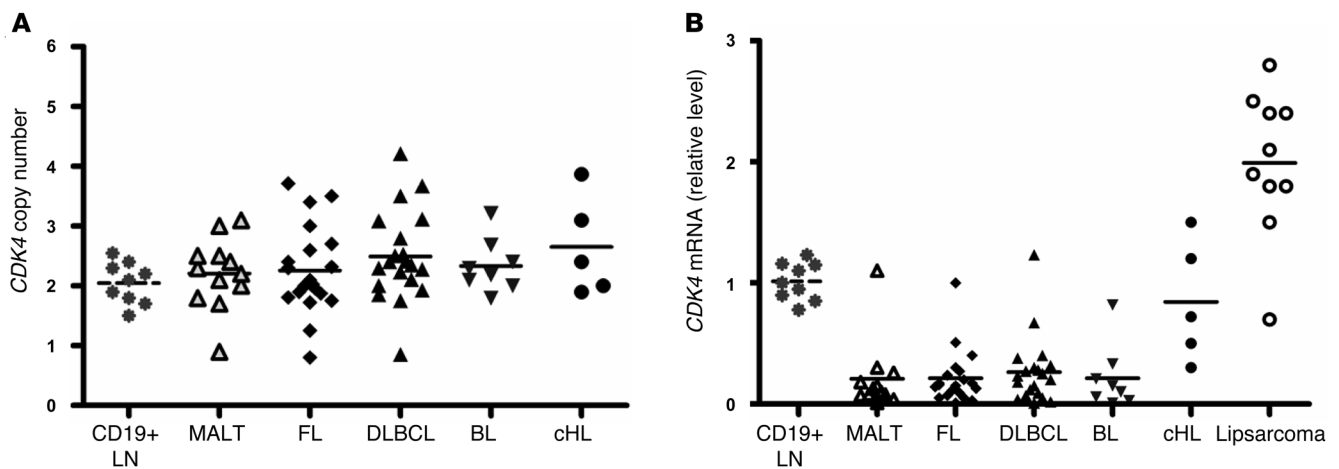 A
CDK4 copy number
6
5
4
3
2
1
0
CD19+ MALT FL DLBCL BL cHL
LN
B
CDK4 mRNA (relative level)
3
2
1
0
CD19+ MALT FL DLBCL BL cHL Lipsarcoma
LN